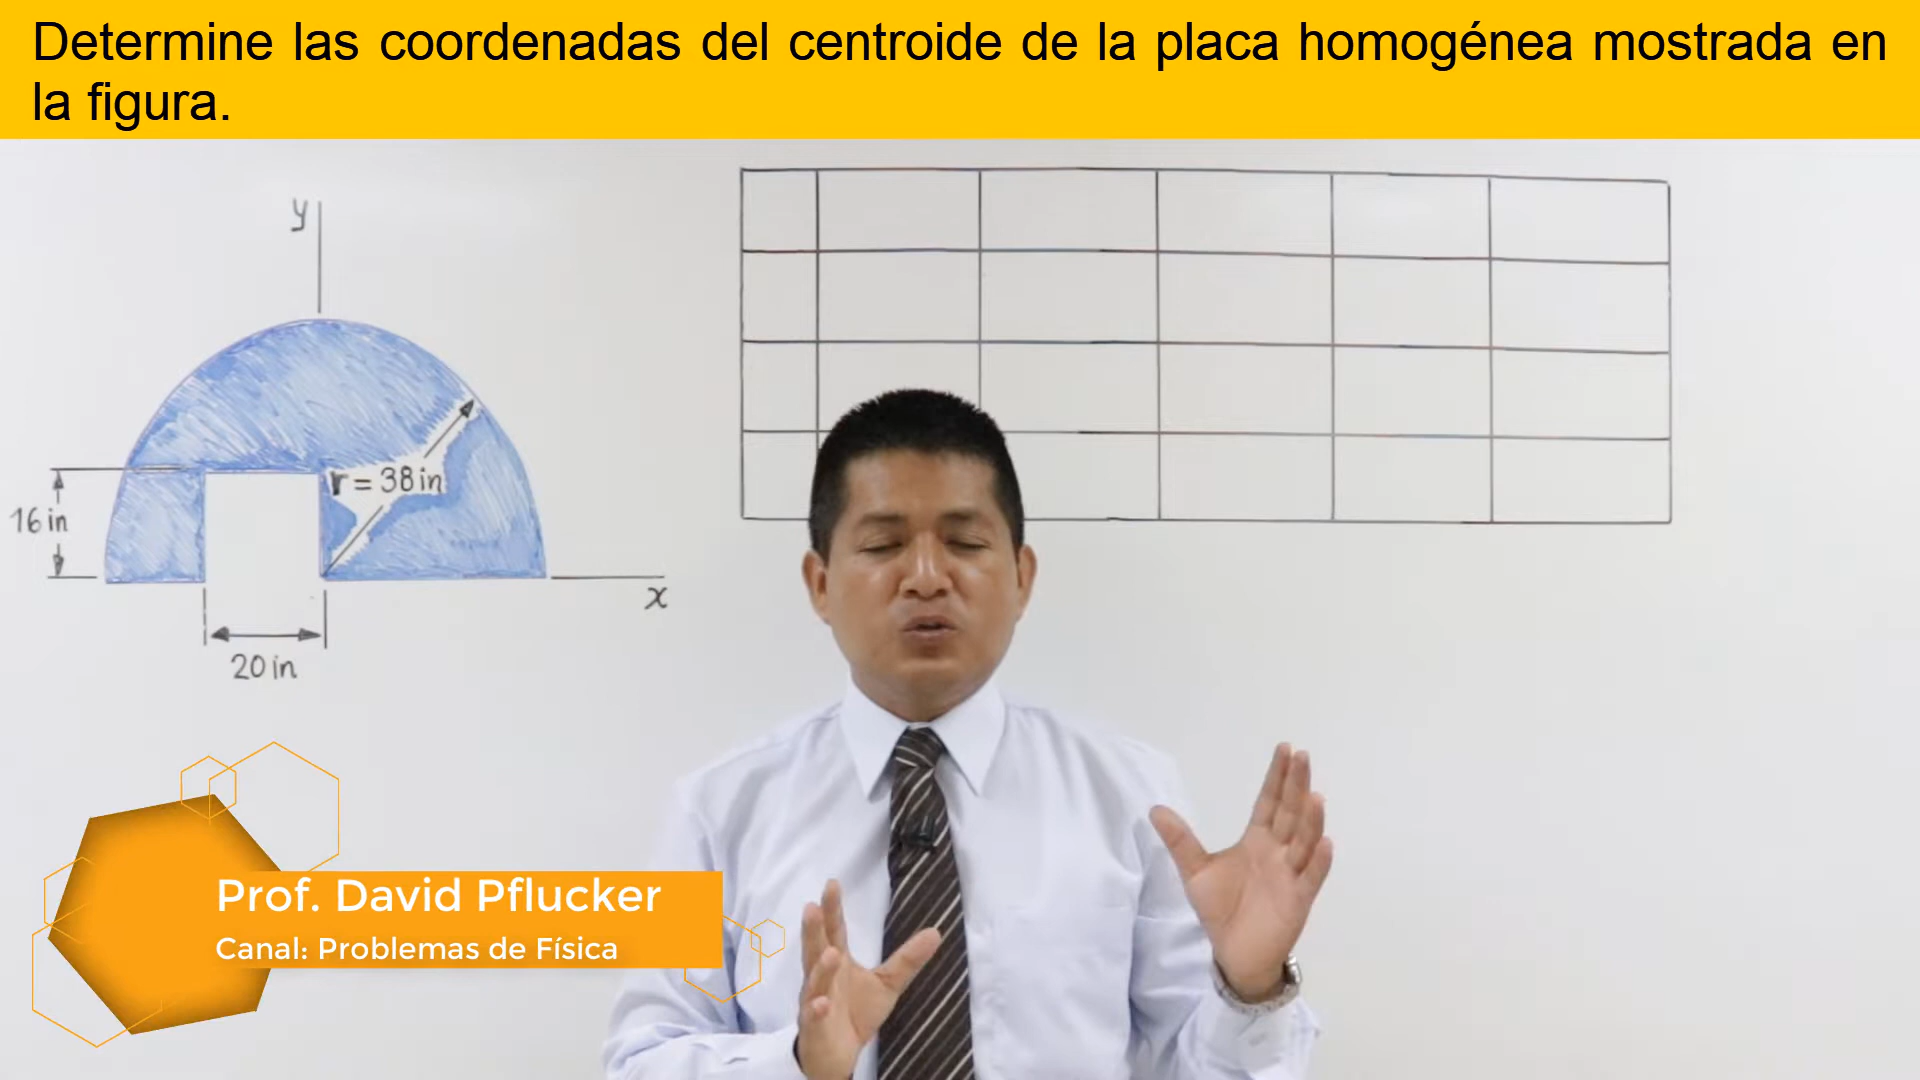 Determine las coordenadas del centroide de la placa homogénea mostrada en
la figura.
y
r = 38 in
16 in
x
20 in
Prof. David Pflucker
Canal: Problemas de Física